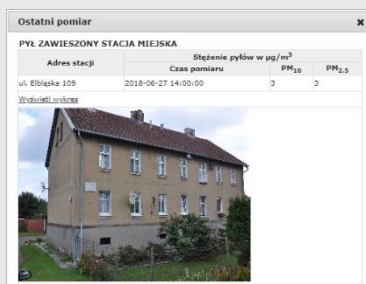 Ostatni pomiar x
PYŁ ZAWIESZONY STACJA MIEJSKA
Adres stacji
Stężenie pyłów w µg/m³
Czas pomiaru PM10 PM2.5
ul. Elbląska 109 2018-06-27 14:00:00 3 3
Wyświetl wykres